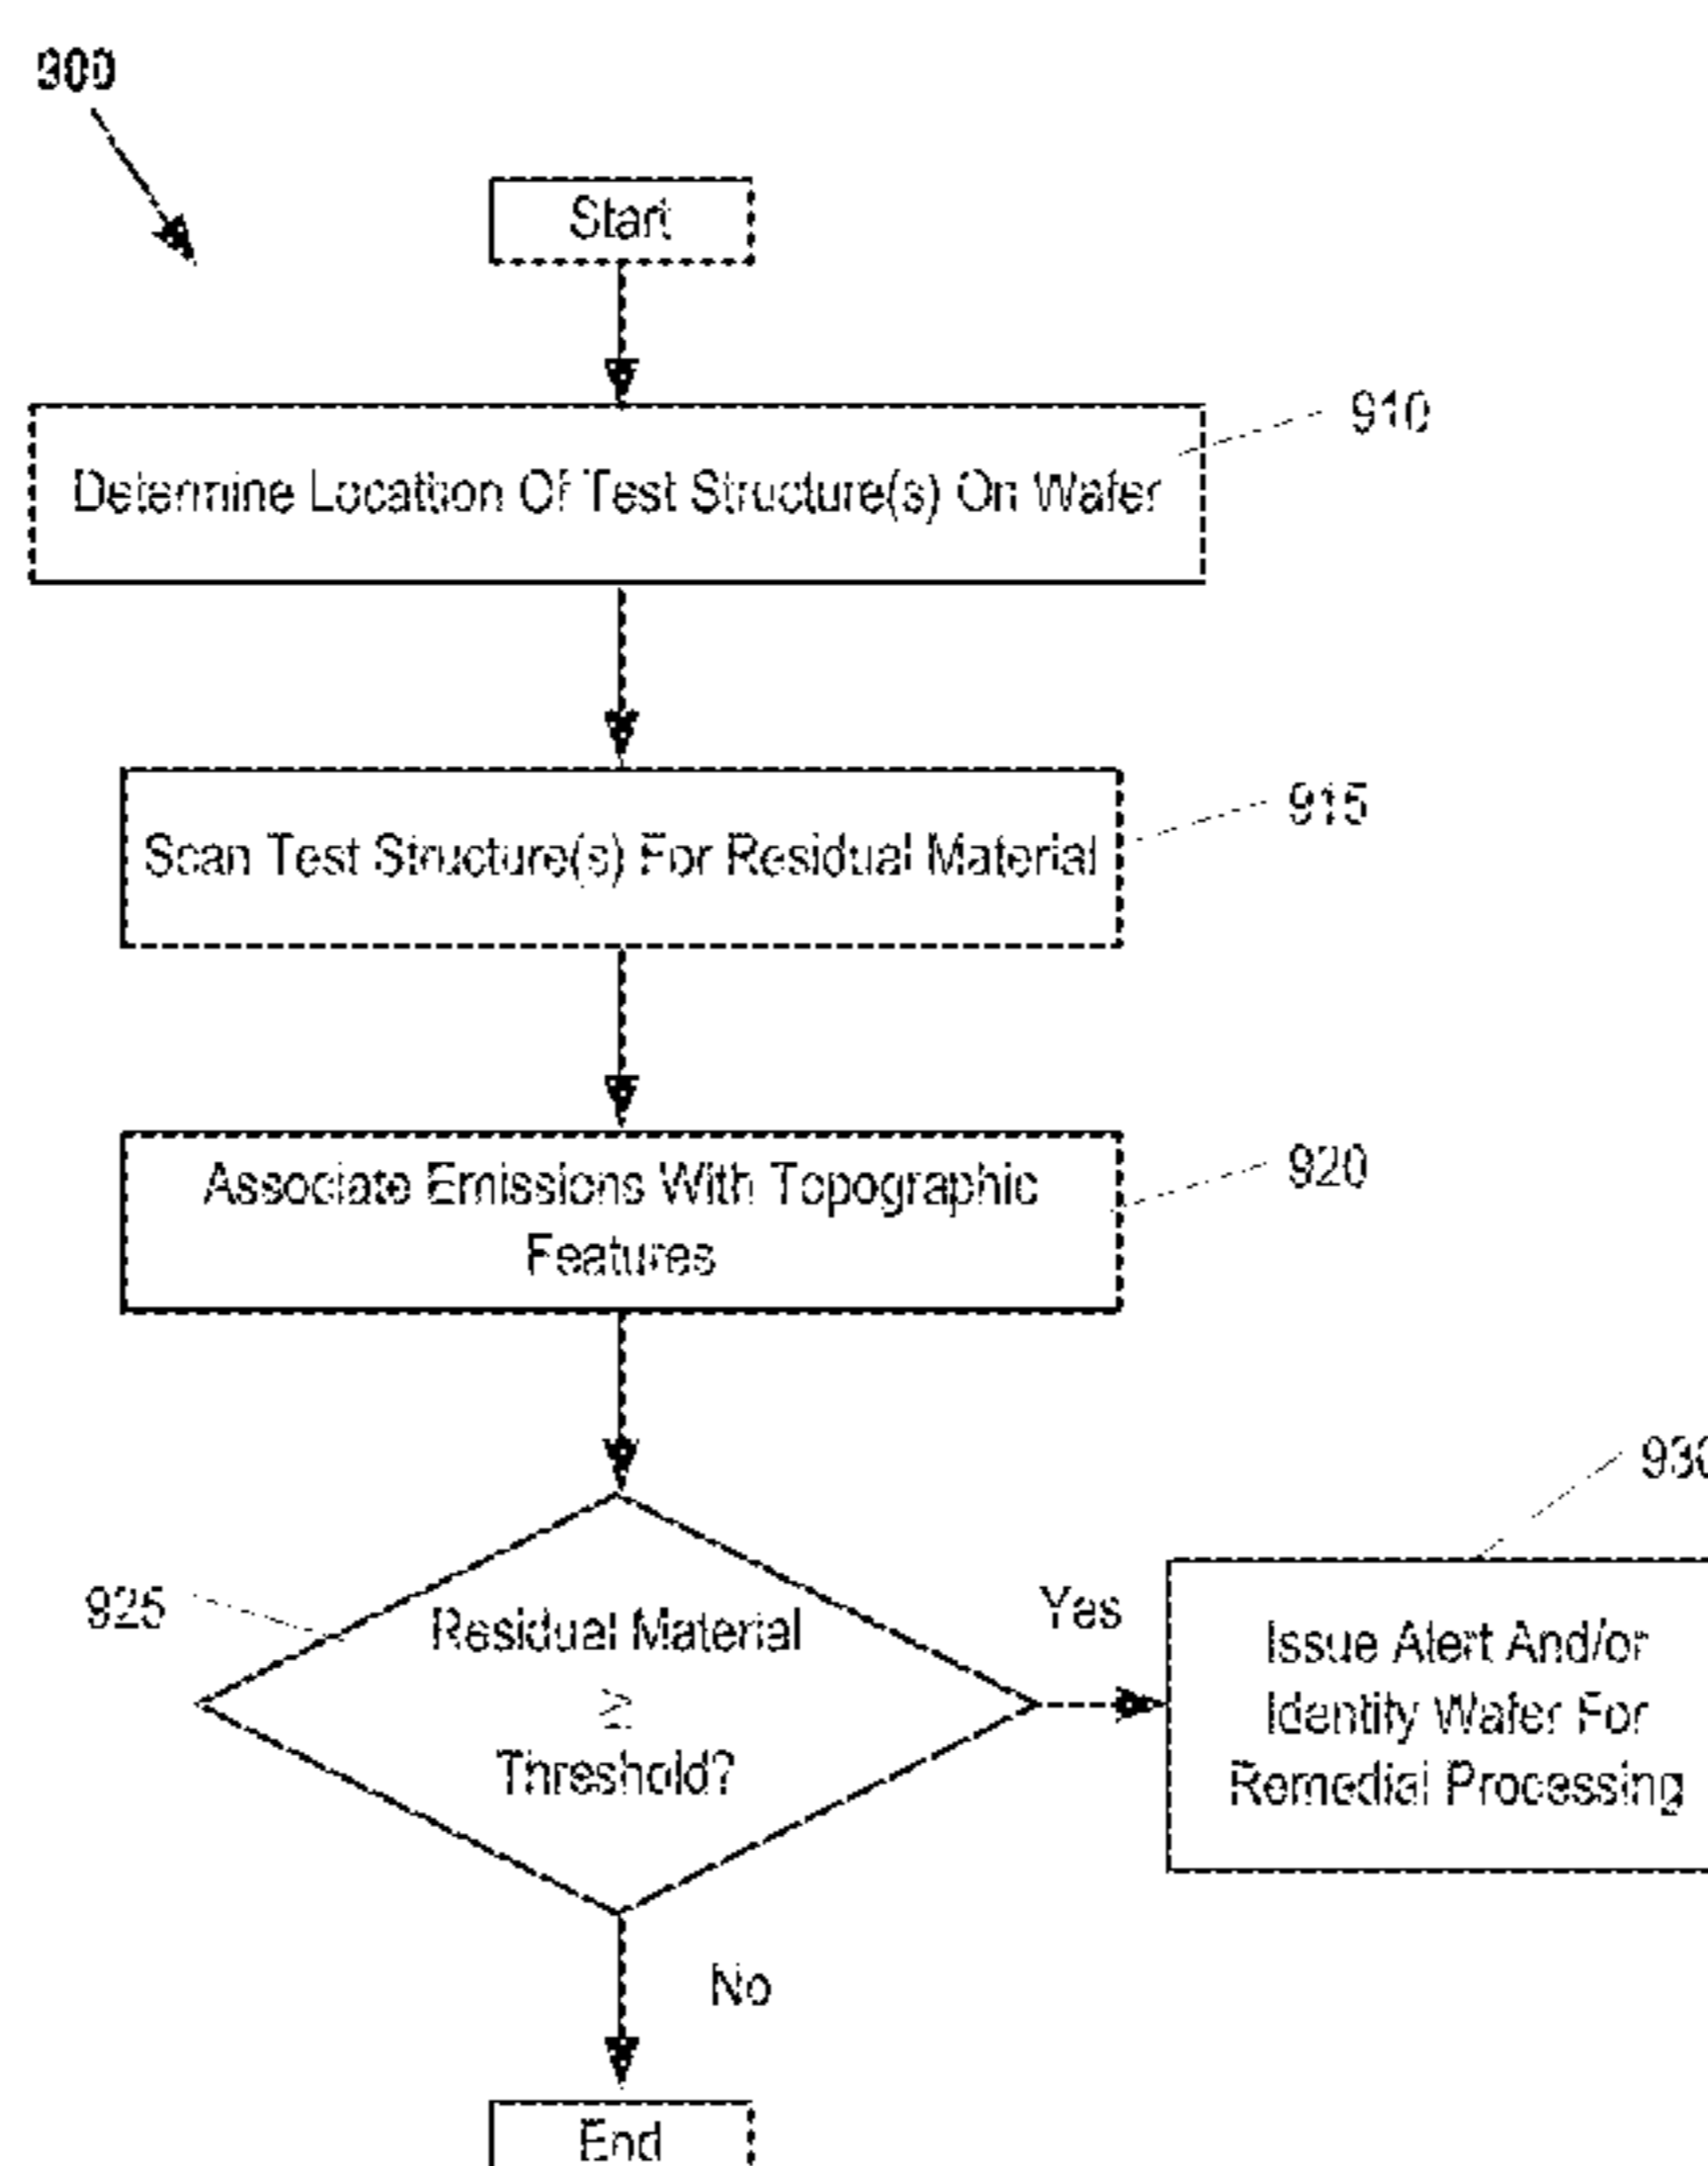 900
Start
910
Determine Locattion Of Test Structure(s) On Wafer
915
Scan Test Structure(s) For Residual Material
920
Associate Emissions With Topographic
Features
930
925
Residual Material
≥
Threshold?
Yes
Issue Alert And/or
Identity Wafer For
Remedial Processing
No
End